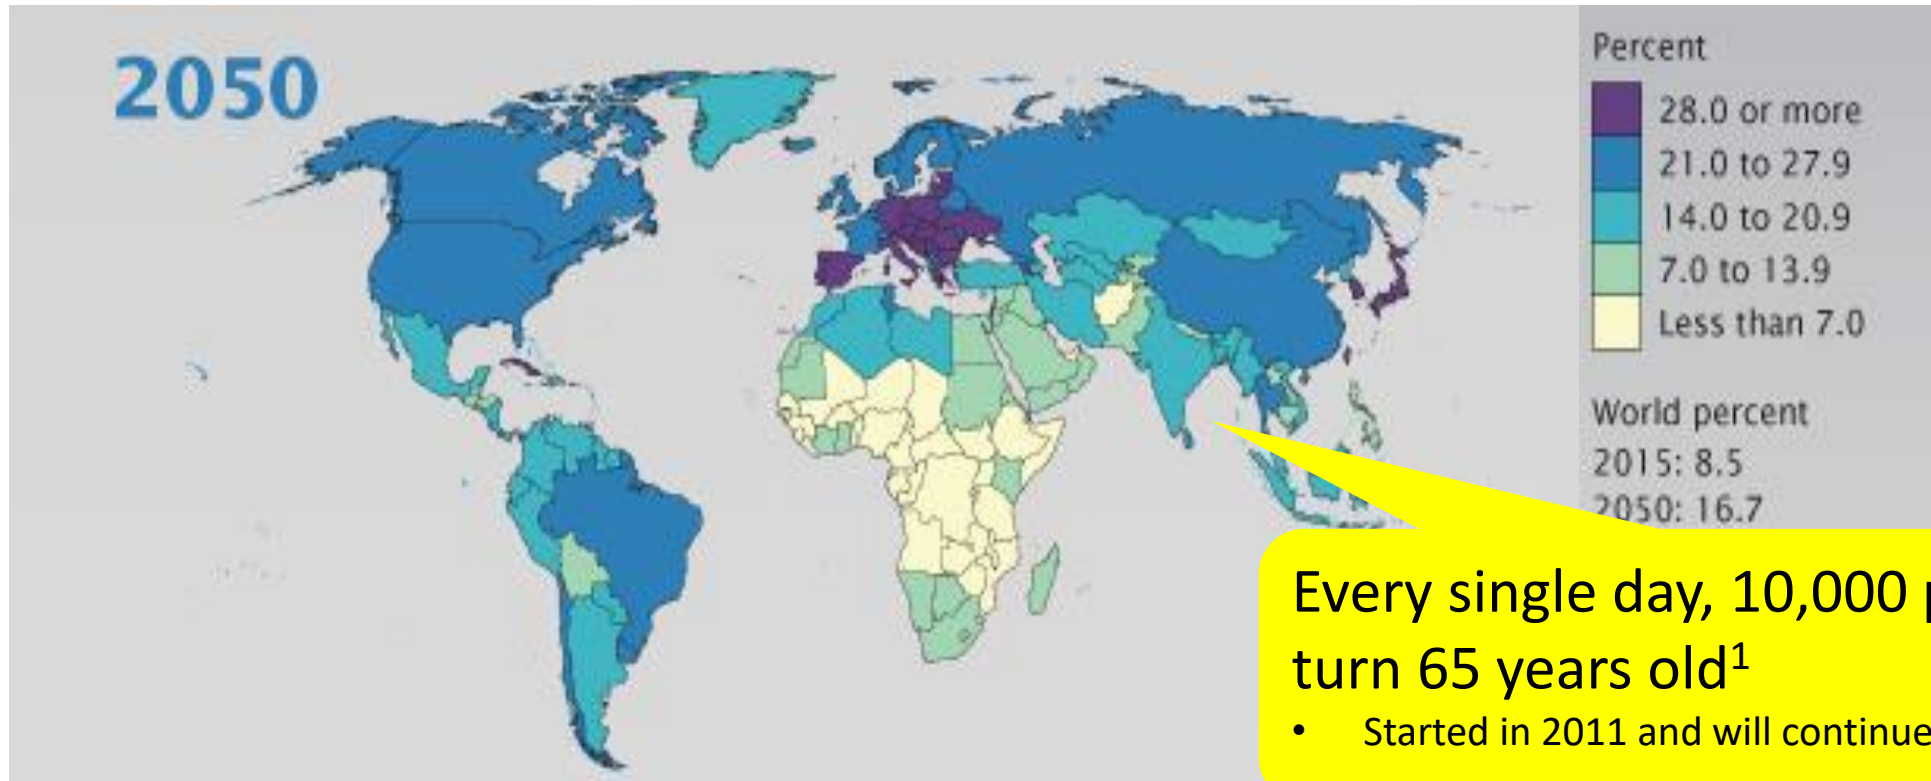 2050
Percent
28.0 or more
21.0 to 27.9
14.0 to 20.9
7.0 to 13.9
Less than 7.0
World percent
2015: 8.5
2050: 16.7
Every single day, 10,000
turn 65 years old¹
• Started in 2011 and will continue